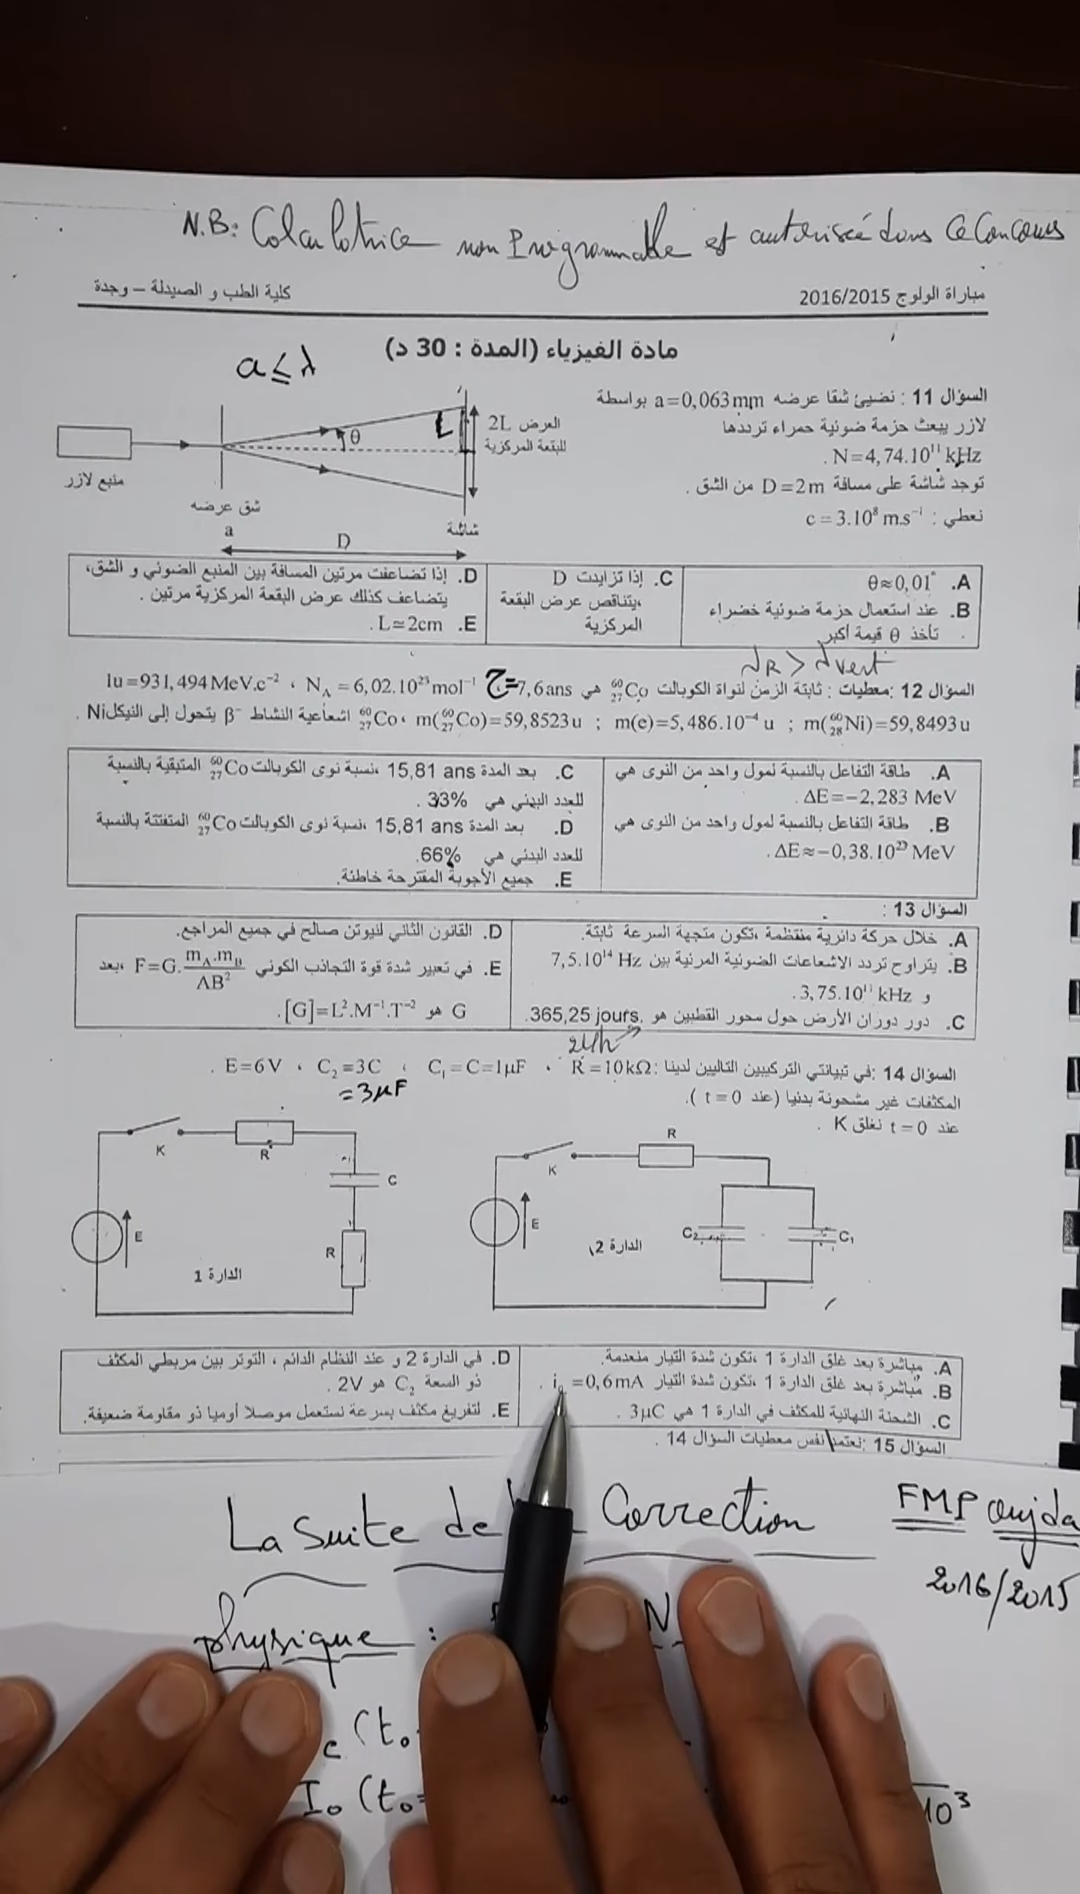 N.B: Calculatrice non Programmable et autorisée dans Ce Concours
مباراة الولوج 2016/2015
كلية الطب و الصيدلة – وجدة
مادة الفيزياء (المدة : 30 د)
a ≤ λ
السؤال 11 : نضيئ شقا عرضه a=0,063mm بواسطة
لازر يبعث حزمة ضوئية حمراء ترددها
N=4,74.10¹¹ kHz .
توجد شاشة على مسافة D=2m من الشق .
نعطي : c = 3.10⁸ m.s⁻¹
L
θ
العرض 2L
للبقعة المركزية
منبع لازر
شق عرضه
a
D
شاشة
A. θ≈0,01°
B. عند استعمال حزمة ضوئية خضراء
تأخذ θ قيمة أكبر .
C. إذا تزايدت D
،يتناقص عرض البقعة
المركزية
D. إذا تضاعفت مرتين المسافة بين المنبع الضوئي و الشق،
يتضاعف كذلك عرض البقعة المركزية مرتين .
E. L≃2cm .
λR > λvert
السؤال 12 :معطيات : ثابتة الزمن لنواة الكوبالت ⁶⁰₂₇Co هي τ=7,6ans ، N_A = 6,02.10²³mol⁻¹ ، 1u=931,494MeV.c⁻²
m(⁶⁰₂₈Ni)=59,8493u ; m(e)=5,486.10⁻⁴ u ; m(⁶⁰₂₇Co)=59,8523u ، ⁶⁰₂₇Co اشعاعية النشاط β⁻ يتحول إلى النيكل Ni .
A. طاقة التفاعل بالنسبة لمول واحد من النوى هي
ΔE=−2,283 MeV .
B. طاقة التفاعل بالنسبة لمول واحد من النوى هي
ΔE≈−0,38.10²³ MeV .
C. بعد المدة 15,81 ans ،نسبة نوى الكوبالت ⁶⁰₂₇Co المتبقية بالنسبة
للعدد البدئي هي 33% .
D. بعد المدة 15,81 ans ،نسبة نوى الكوبالت ⁶⁰₂₇Co المتفتتة بالنسبة
للعدد البدئي هي 66%.
E. جميع الأجوبة المقترحة خاطئة.
السؤال 13 :
A. خلال حركة دائرية منتظمة ،تكون متجهة السرعة ثابتة.
B. يتراوح تردد الاشعاعات الضوئية المرئية بين 7,5.10¹⁴ Hz
و 3,75.10¹¹ kHz.
C. دور دوران الأرض حول محور القطبين هو 365,25 jours.
D. القانون الثاني لنيوتن صالح في جميع المراجع.
E. في تعبير شدة قوة التجاذب الكوني F=G.(m_A.m_B)/AB² ،بعد
G هو [G]=L².M⁻¹.T⁻² .
24h
السؤال 14 :في تبيانتي التركيبين التاليين لدينا: R=10kΩ ، C₁=C=1μF ، C₂=3C ، E=6V .
=3μF
المكثفات غير مشحونة بدئيا (عند t=0 ).
عند t=0 نغلق K .
K
R
C
E
R
الدارة 1
K
R
E
C₂
C₁
الدارة 2
A. مباشرة بعد غلق الدارة 1 ،تكون شدة التيار منعدمة.
B. مباشرة بعد غلق الدارة 1 ،تكون شدة التيار i₀=0,6mA .
C. الشحنة النهائية للمكثف في الدارة 1 هي 3μC .
D. في الدارة 2 و عند النظام الدائم ، التوتر بين مربطي المكثف
ذو السعة C₂ هو 2V .
E. لتفريغ مكثف بسرعة نستعمل موصلا أوميا ذو مقاومة ضعيفة.
السؤال 15 :نعتمد نفس معطيات السؤال 14 .
La Suite de Correction
FMP oujda
2016/2015
physique : N
c (t₀
I₀ (t₀=
10³